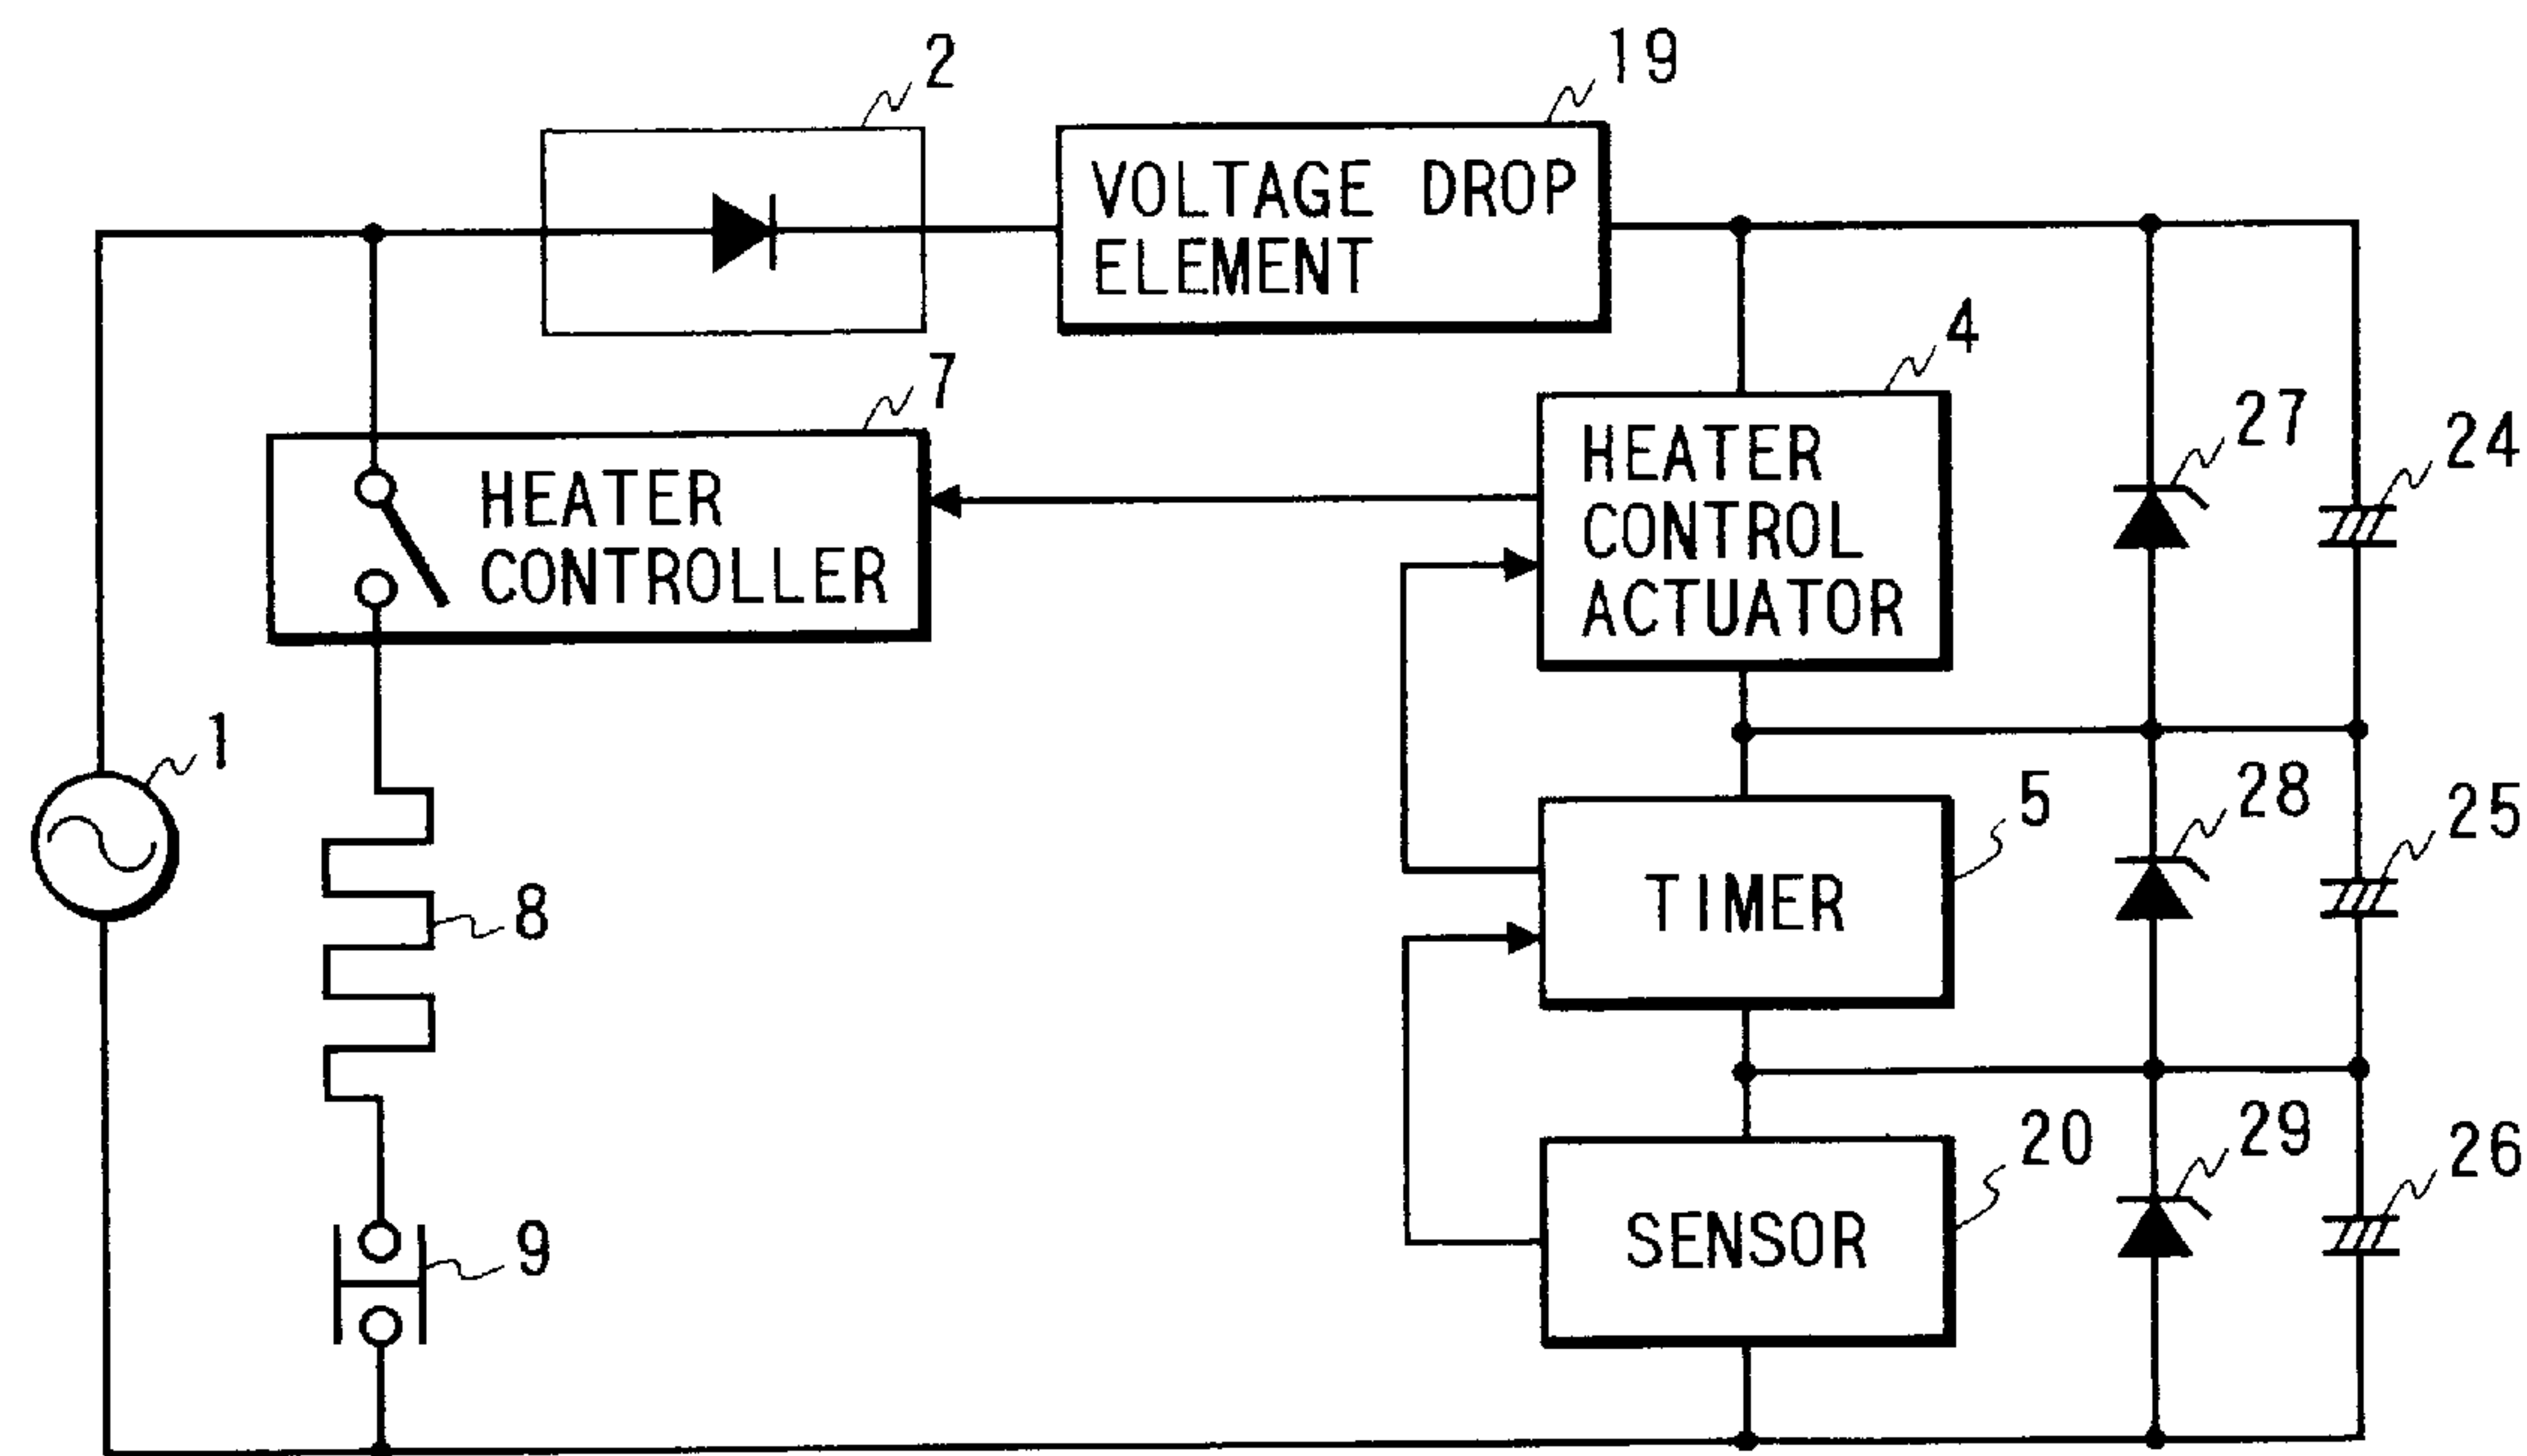 2
19
VOLTAGE DROP
ELEMENT
7
4
HEATER
CONTROLLER
HEATER
CONTROL
ACTUATOR
27
24
1
5
28
25
8
TIMER
9
20
29
26
SENSOR